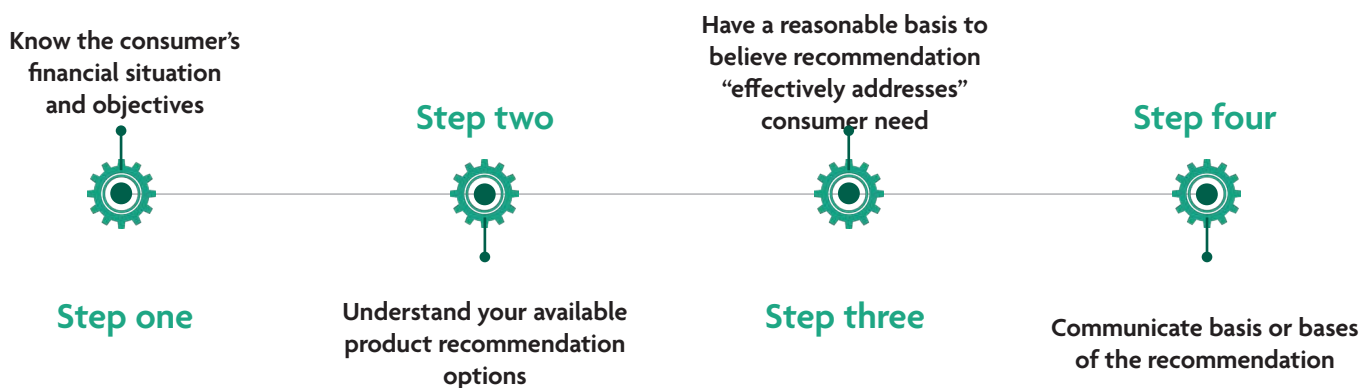 Know the consumer’s
financial situation
and objectives
Step one
Step two
Understand your available
product recommendation
options
Have a reasonable basis to
believe recommendation
“effectively addresses”
consumer need
Step three
Step four
Communicate basis or bases
of the recommendation